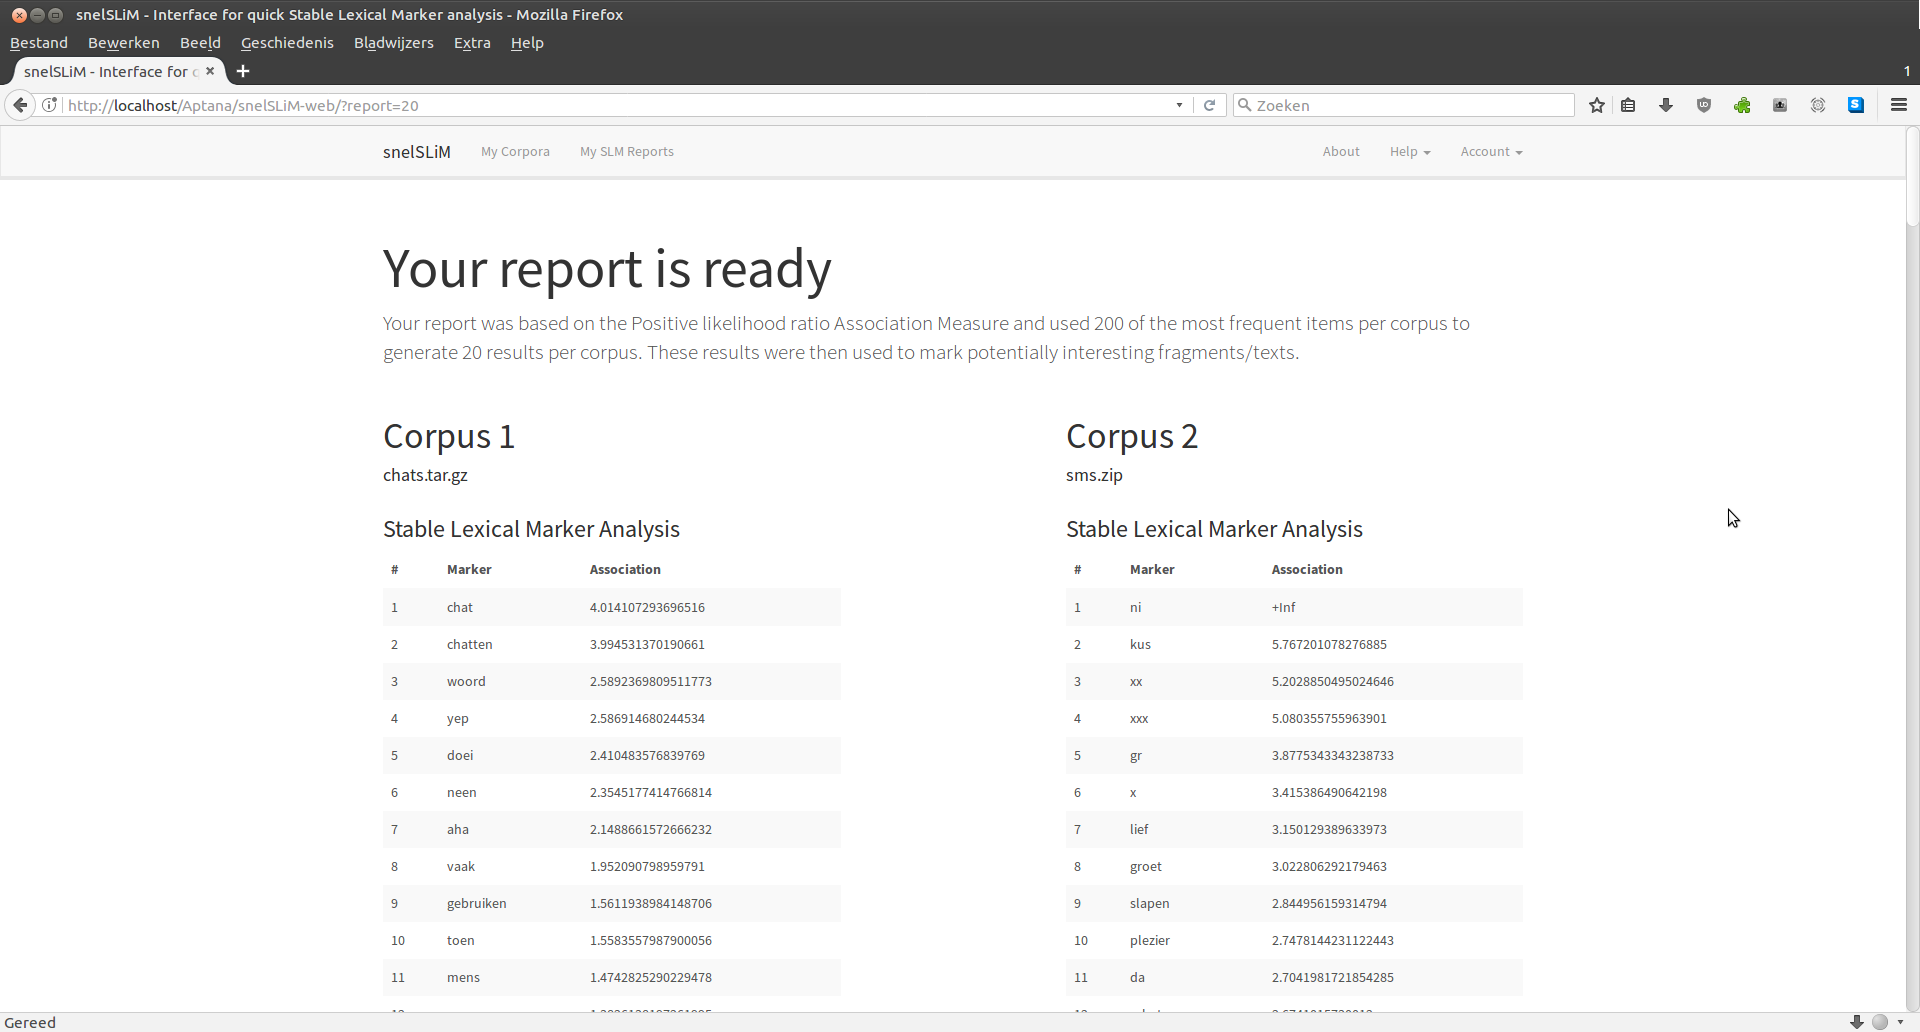 snelSLiM - Interface for quick Stable Lexical Marker analysis - Mozilla Firefox
Bestand Bewerken Beeld Geschiedenis Bladwijzers Extra Help
snelSLiM - Interface for
1
http://localhost/Aptana/snelSLiM-web/?report=20
Zoeken
snelSLiM My Corpora My SLM Reports About Help Account
Your report is ready
Your report was based on the Positive likelihood ratio Association Measure and used 200 of the most frequent items per corpus to
generate 20 results per corpus. These results were then used to mark potentially interesting fragments/texts.
Corpus 1
chats.tar.gz
Stable Lexical Marker Analysis
# Marker Association
1 chat 4.014107293696516
2 chatten 3.994531370190661
3 woord 2.5892369809511773
4 yep 2.586914680244534
5 doei 2.410483576839769
6 neen 2.3545177414766814
7 aha 2.1488661572666232
8 vaak 1.952090798959791
9 gebruiken 1.5611938984148706
10 toen 1.5583557987900056
11 mens 1.4742825290229478
Corpus 2
sms.zip
Stable Lexical Marker Analysis
# Marker Association
1 ni +Inf
2 kus 5.767201078276885
3 xx 5.2028850495024646
4 xxx 5.080355755963901
5 gr 3.8775343343238733
6 x 3.415386490642198
7 lief 3.150129389633973
8 groet 3.022806292179463
9 slapen 2.844956159314794
10 plezier 2.7478144231122443
11 da 2.7041981721854285
Gereed